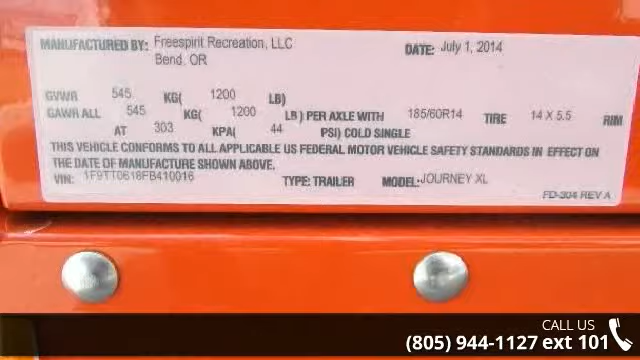 MANUFACTURED BY: Freespirit Recreation, LLC DATE: July 1, 2014
Bend, OR
GVWR 545 KG( 1200 LB)
GAWR ALL 545 KG( 1200 LB) PER AXLE WITH 185/60R14 TIRE 14 X 5.5 RIM
AT 303 KPA( 44 PSI) COLD SINGLE
THIS VEHICLE CONFORMS TO ALL APPLICABLE US FEDERAL MOTOR VEHICLE SAFETY STANDARDS IN EFFECT ON
THE DATE OF MANUFACTURE SHOWN ABOVE.
VIN: 1F9TT0618FB410016 TYPE: TRAILER MODEL: JOURNEY XL
FD-304 REV A
CALL US
(805) 944-1127 ext 101